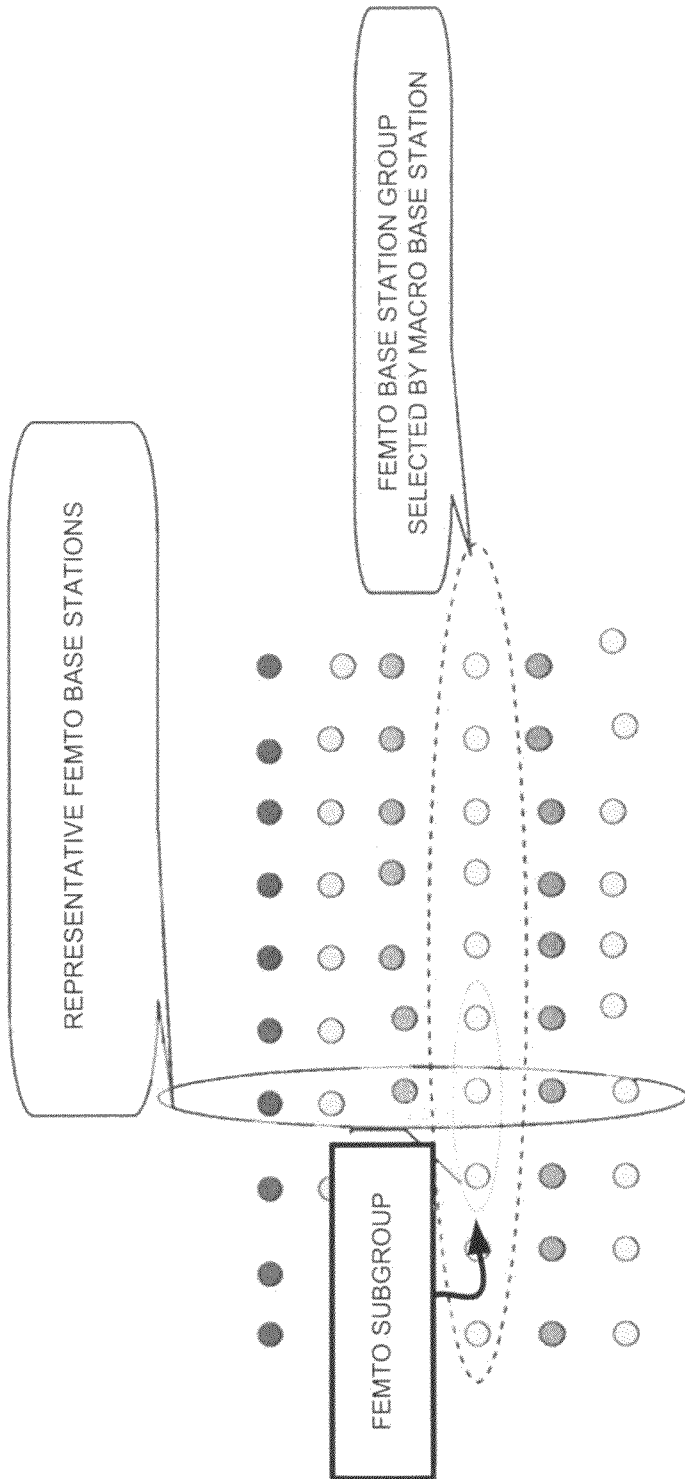 REPRESENTATIVE FEMTO BASE STATIONS
FEMTO BASE STATION GROUP
SELECTED BY MACRO BASE STATION
FEMTO SUBGROUP